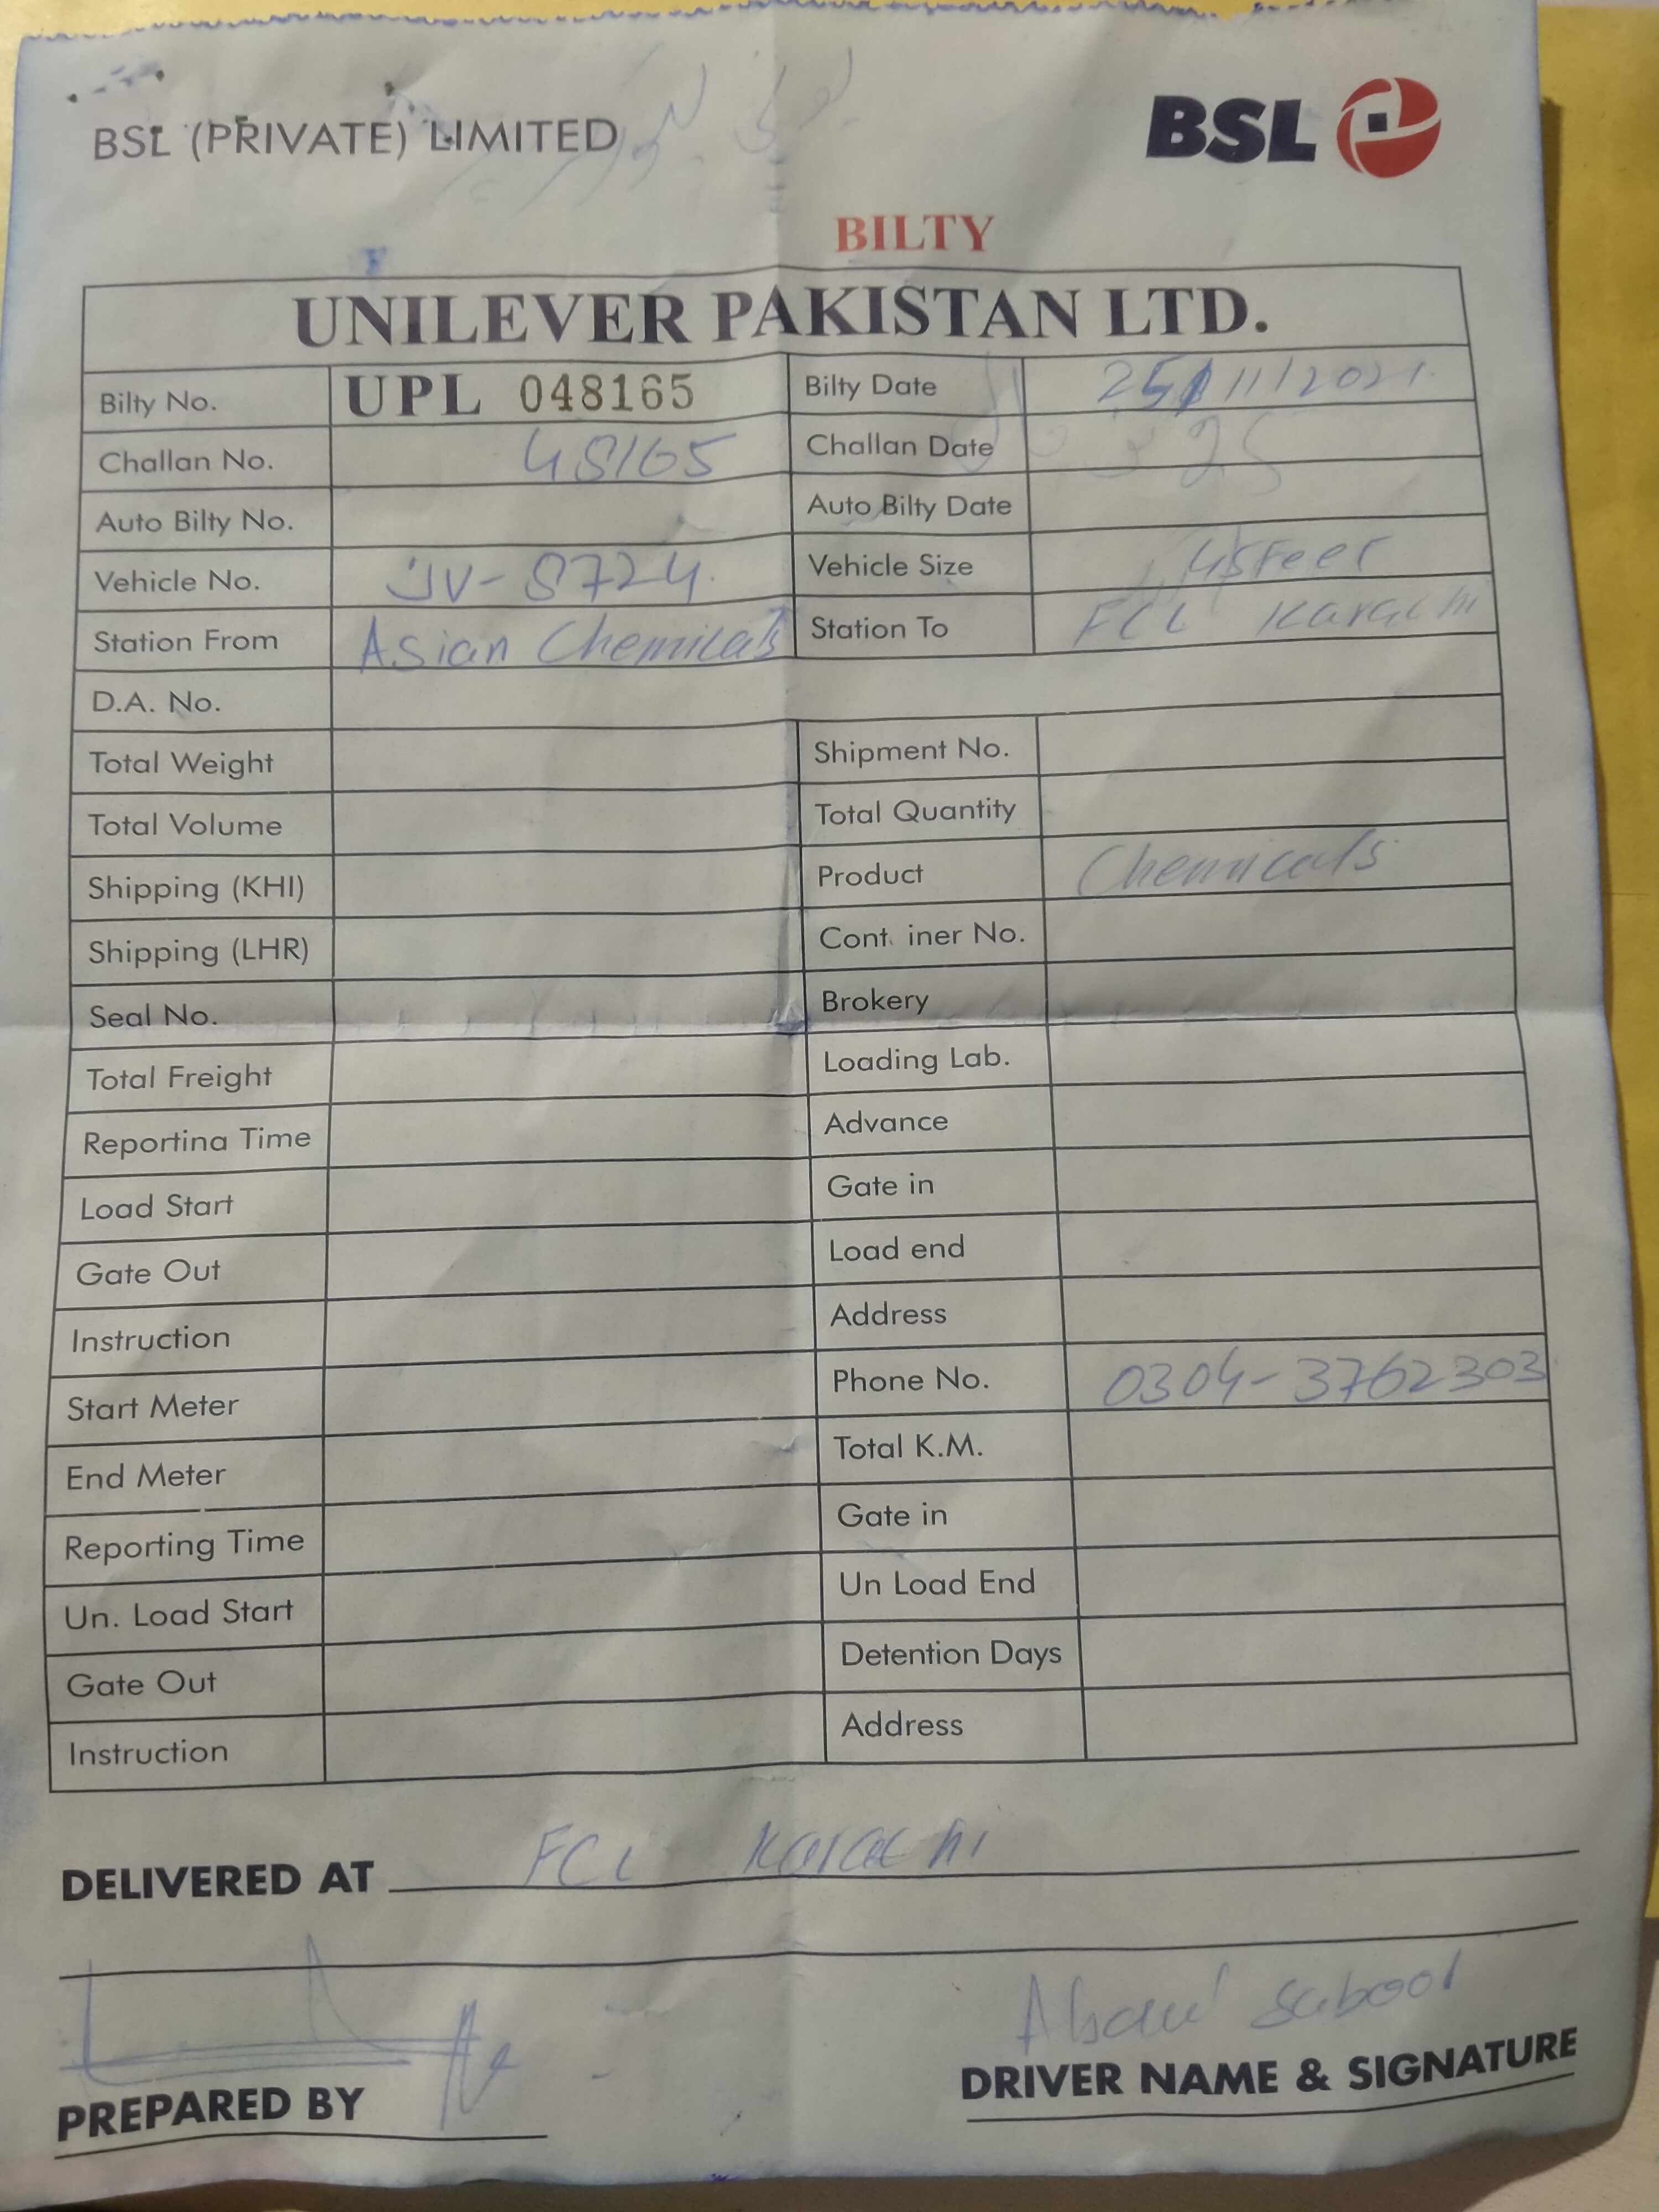 BSL (PRIVATE) LIMITED
BSL
BILTY
UNILEVER PAKISTAN LTD.
Bilty No. UPL 048165 Bilty Date 25/11/2021
Challan No. 48165 Challan Date
Auto Bilty No. Auto Bilty Date
Vehicle No. JV-8724 Vehicle Size 45Feet
Station From Asian Chemicals Station To FCL Karachi
D.A. No.
Total Weight Shipment No.
Total Volume Total Quantity
Shipping (KHI) Product Chemicals
Shipping (LHR) Cont iner No.
Seal No. Brokery
Total Freight Loading Lab.
Reportina Time Advance
Load Start Gate in
Gate Out Load end
Instruction Address
Start Meter Phone No. 0304-3762303
End Meter Total K.M.
Reporting Time Gate in
Un. Load Start Un Load End
Gate Out Detention Days
Instruction Address
DELIVERED AT FCL Karachi
Sabool
PREPARED BY DRIVER NAME & SIGNATURE